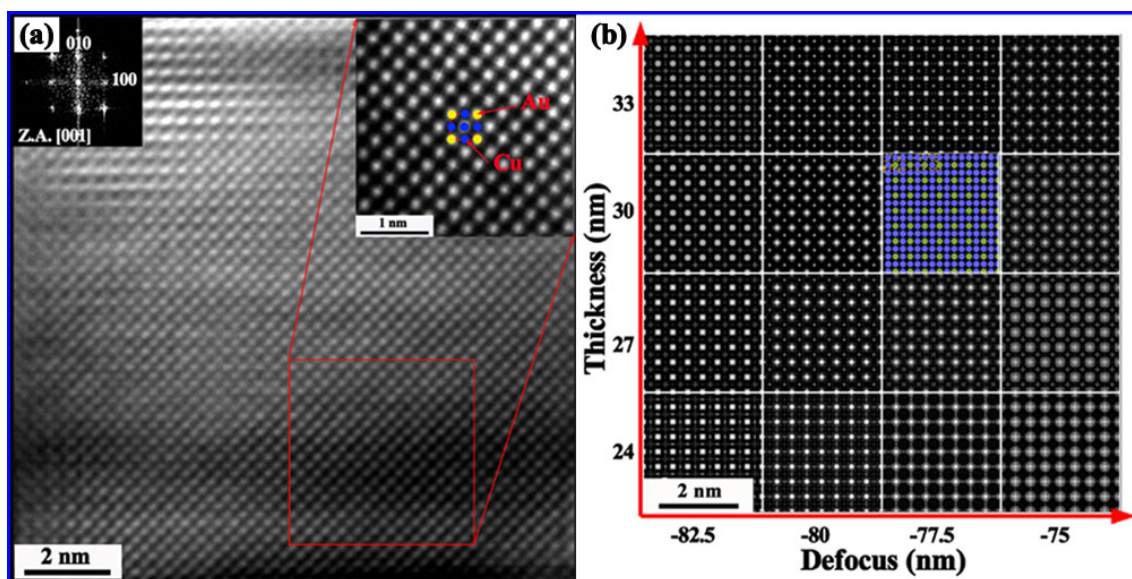 (a)
010
100
Z.A. [001]
Au
Cu
1 nm
2 nm
(b)
Thickness (nm)
33
30
27
24
2 nm
-82.5 -80 -77.5 -75
Defocus (nm)